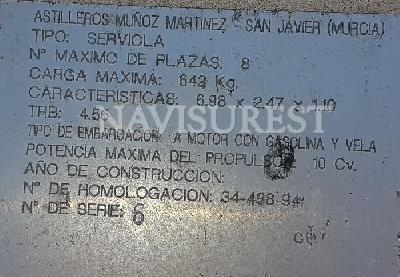 ASTILLEROS MUÑOZ MARTINEZ - SAN JAVIER (MURCIA)
TIPO: SERVIOLA
Nº MAXIMO DE PLAZAS: 8
CARGA MAXIMA: 643 Kg.
CARACTERISTICAS: 6.98 x 2.47 x 1.10
TRB: 4.56
NAVISUREST
TIPO DE EMBARCACION: A MOTOR CON GASOLINA Y VELA
POTENCIA MAXIMA DEL PROPULSOR 10 Cv.
AÑO DE CONSTRUCCION:
Nº DE HOMOLOGACION: 34-498 94
Nº DE SERIE: 6